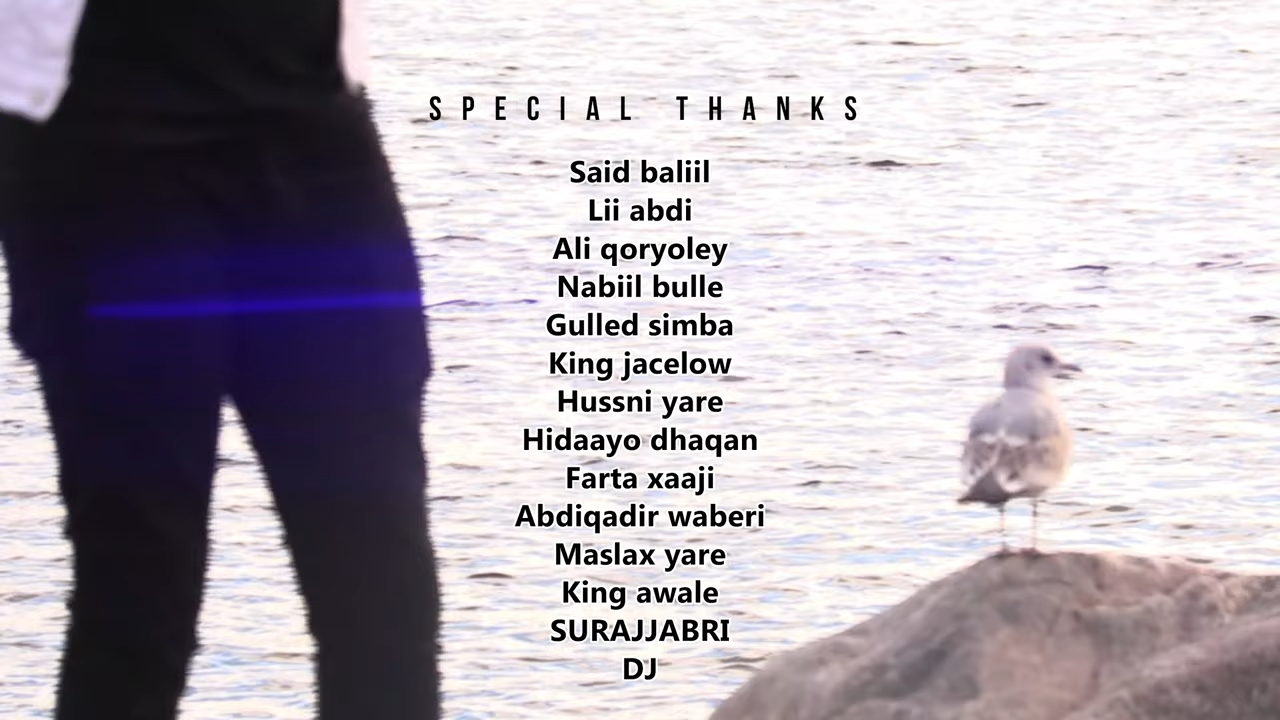 SPECIAL THANKS
Said baliil
Lii abdi
Ali qoryoley
Nabiil bulle
Gulled simba
King jacelow
Hussni yare
Hidaayo dhaqan
Farta xaaji
Abdiqadir waberi
Maslax yare
King awale
SURAJJABRI
DJ